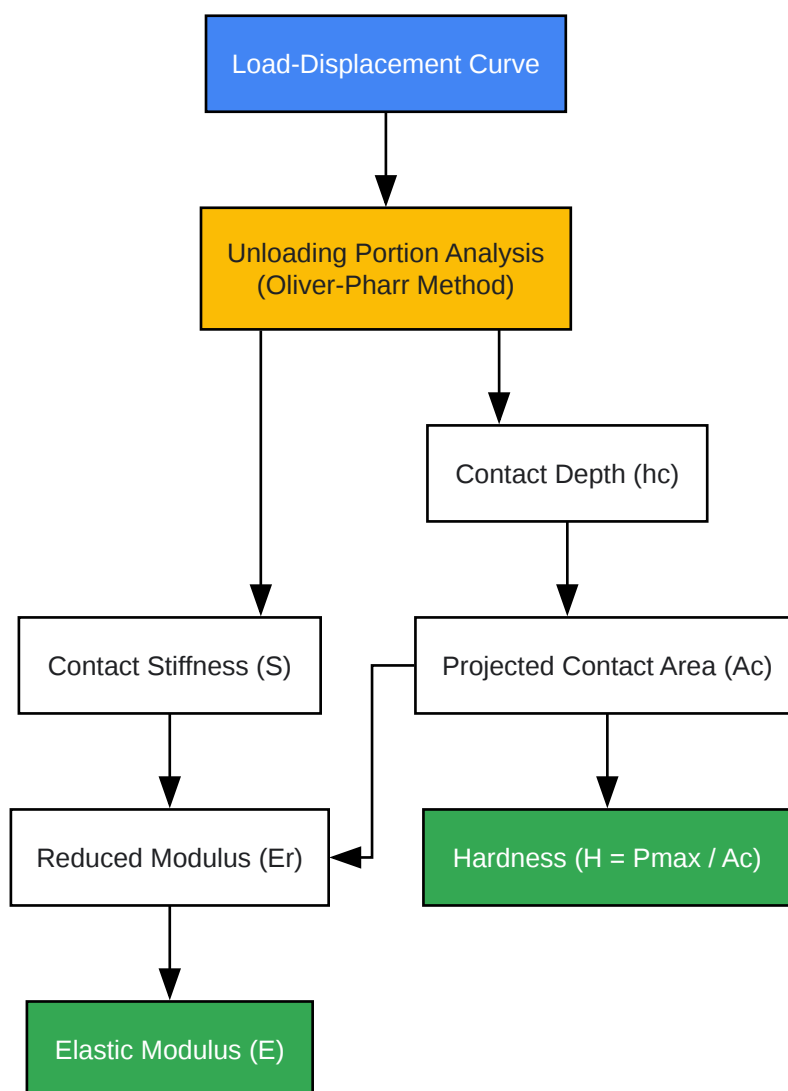 Load-Displacement Curve
Unloading Portion Analysis
(Oliver-Pharr Method)
Contact Depth (hc)
Contact Stiffness (S)
Projected Contact Area (Ac)
Reduced Modulus (Er)
Hardness (H = Pmax / Ac)
Elastic Modulus (E)